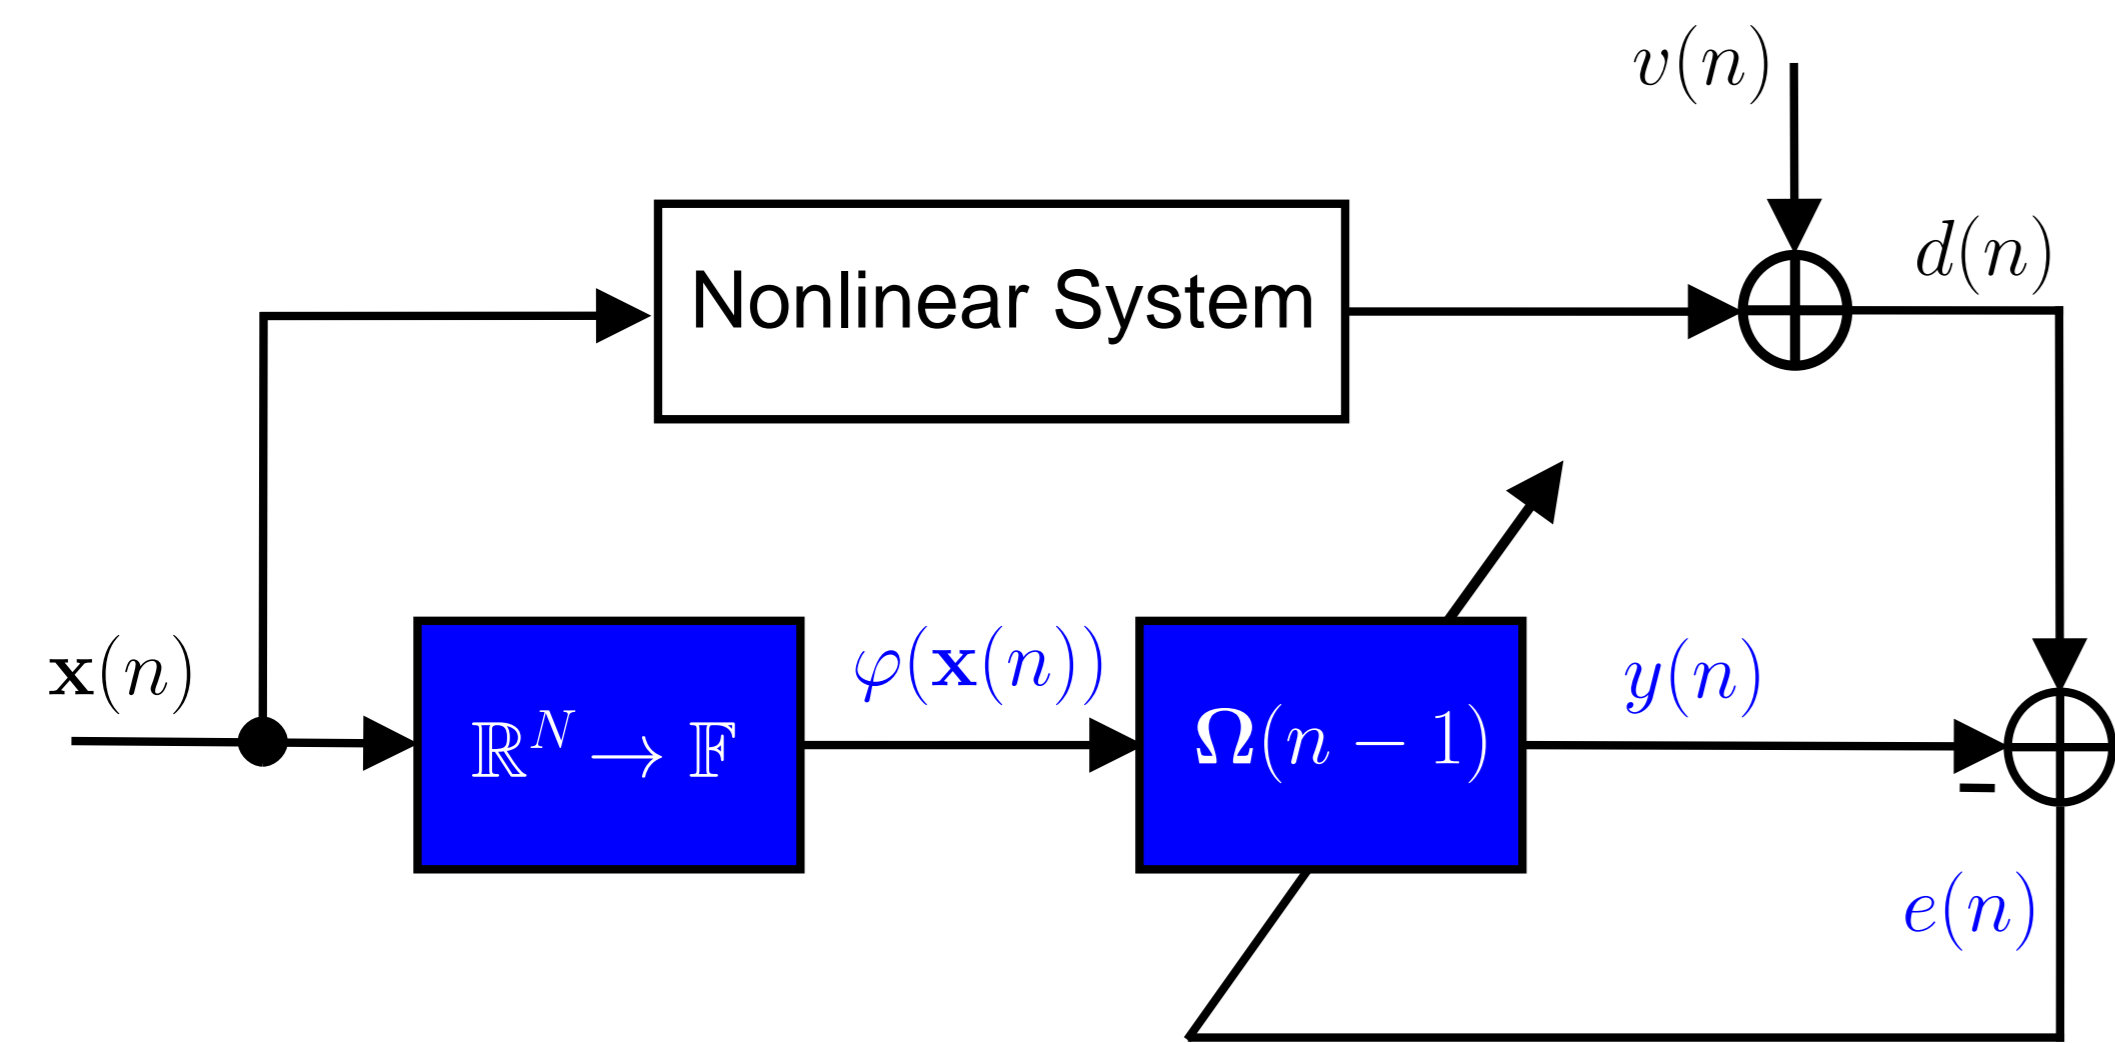 v(n)
d(n)
Nonlinear System
x(n)
φ(x(n))
y(n)
ℝ^N → 𝔽
Ω(n − 1)
-
e(n)